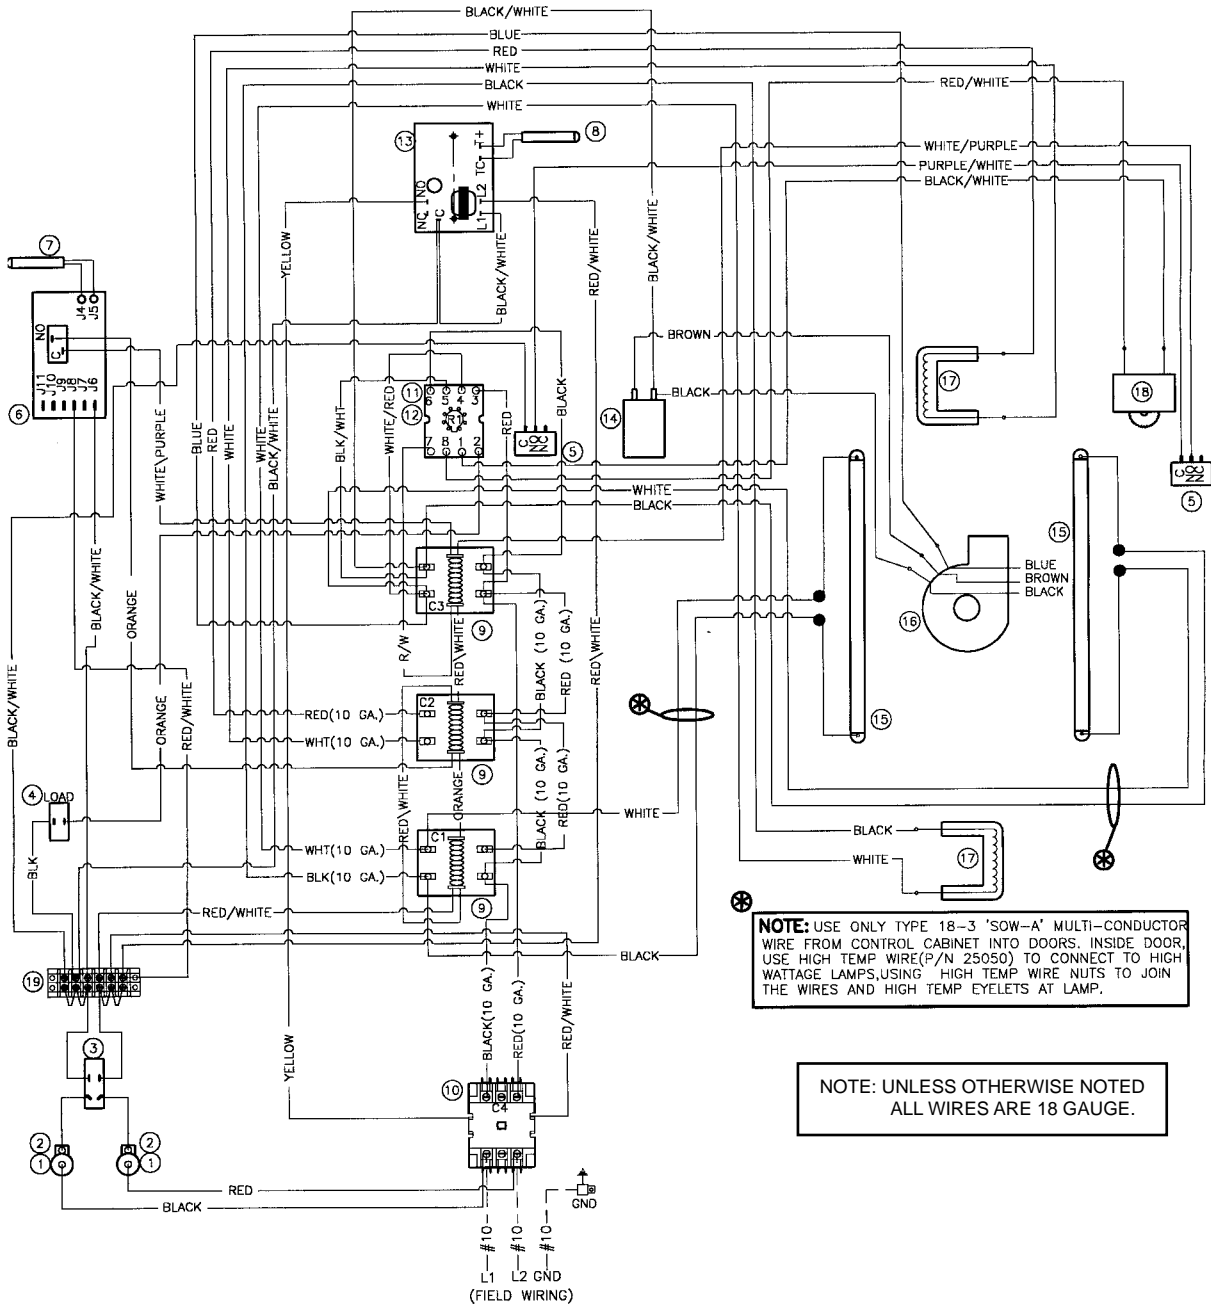 BLACK/WHITE
BLUE
RED
WHITE
BLACK
WHITE
RED/WHITE
WHITE/PURPLE
PURPLE/WHITE
BLACK/WHITE
13
T+
TC-
8
NO
NC
C
L2
L1
YELLOW
BLACK/WHITE
BLACK/WHITE
RED/WHITE
7
J4
J5
NO
C
J11
J10
J9
J8
J7
J6
6
BROWN
BLACK
14
17
18
C
NO
NC
5
11
12
6
5
4
3
R1
7
8
1
2
C
NO
NC
5
BLACK
RED
WHITE/RED
BLK/WHT
WHITE\PURPLE
BLUE
RED
WHITE
WHITE
BLACK/WHITE
WHITE
BLACK
C3
9
R/W
RED\WHITE
BLACK (10 GA.)
RED (10 GA.)
RED\WHITE
15
15
BLUE
BROWN
BLACK
16
BLACK/WHITE
ORANGE
BLACK/WHITE
ORANGE
RED/WHITE
RED(10 GA.)
WHT(10 GA.)
C2
9
RED\WHITE
ORANGE
BLACK (10 GA.)
RED(10 GA.)
4
LOAD
BLK
WHT(10 GA.)
BLK(10 GA.)
C1
9
WHITE
BLACK
WHITE
17
RED/WHITE
BLACK
19
NOTE: USE ONLY TYPE 18-3 'SOW-A' MULTI-CONDUCTOR
WIRE FROM CONTROL CABINET INTO DOORS. INSIDE DOOR,
USE HIGH TEMP WIRE(P/N 25050) TO CONNECT TO HIGH
WATTAGE LAMPS,USING HIGH TEMP WIRE NUTS TO JOIN
THE WIRES AND HIGH TEMP EYELETS AT LAMP.
3
YELLOW
BLACK(10 GA.)
RED(10 GA.)
RED/WHITE
10
C4
NOTE: UNLESS OTHERWISE NOTED
ALL WIRES ARE 18 GAUGE.
2
1
2
1
RED
BLACK
GND
#10
#10
#10
L1 L2 GND
(FIELD WIRING)